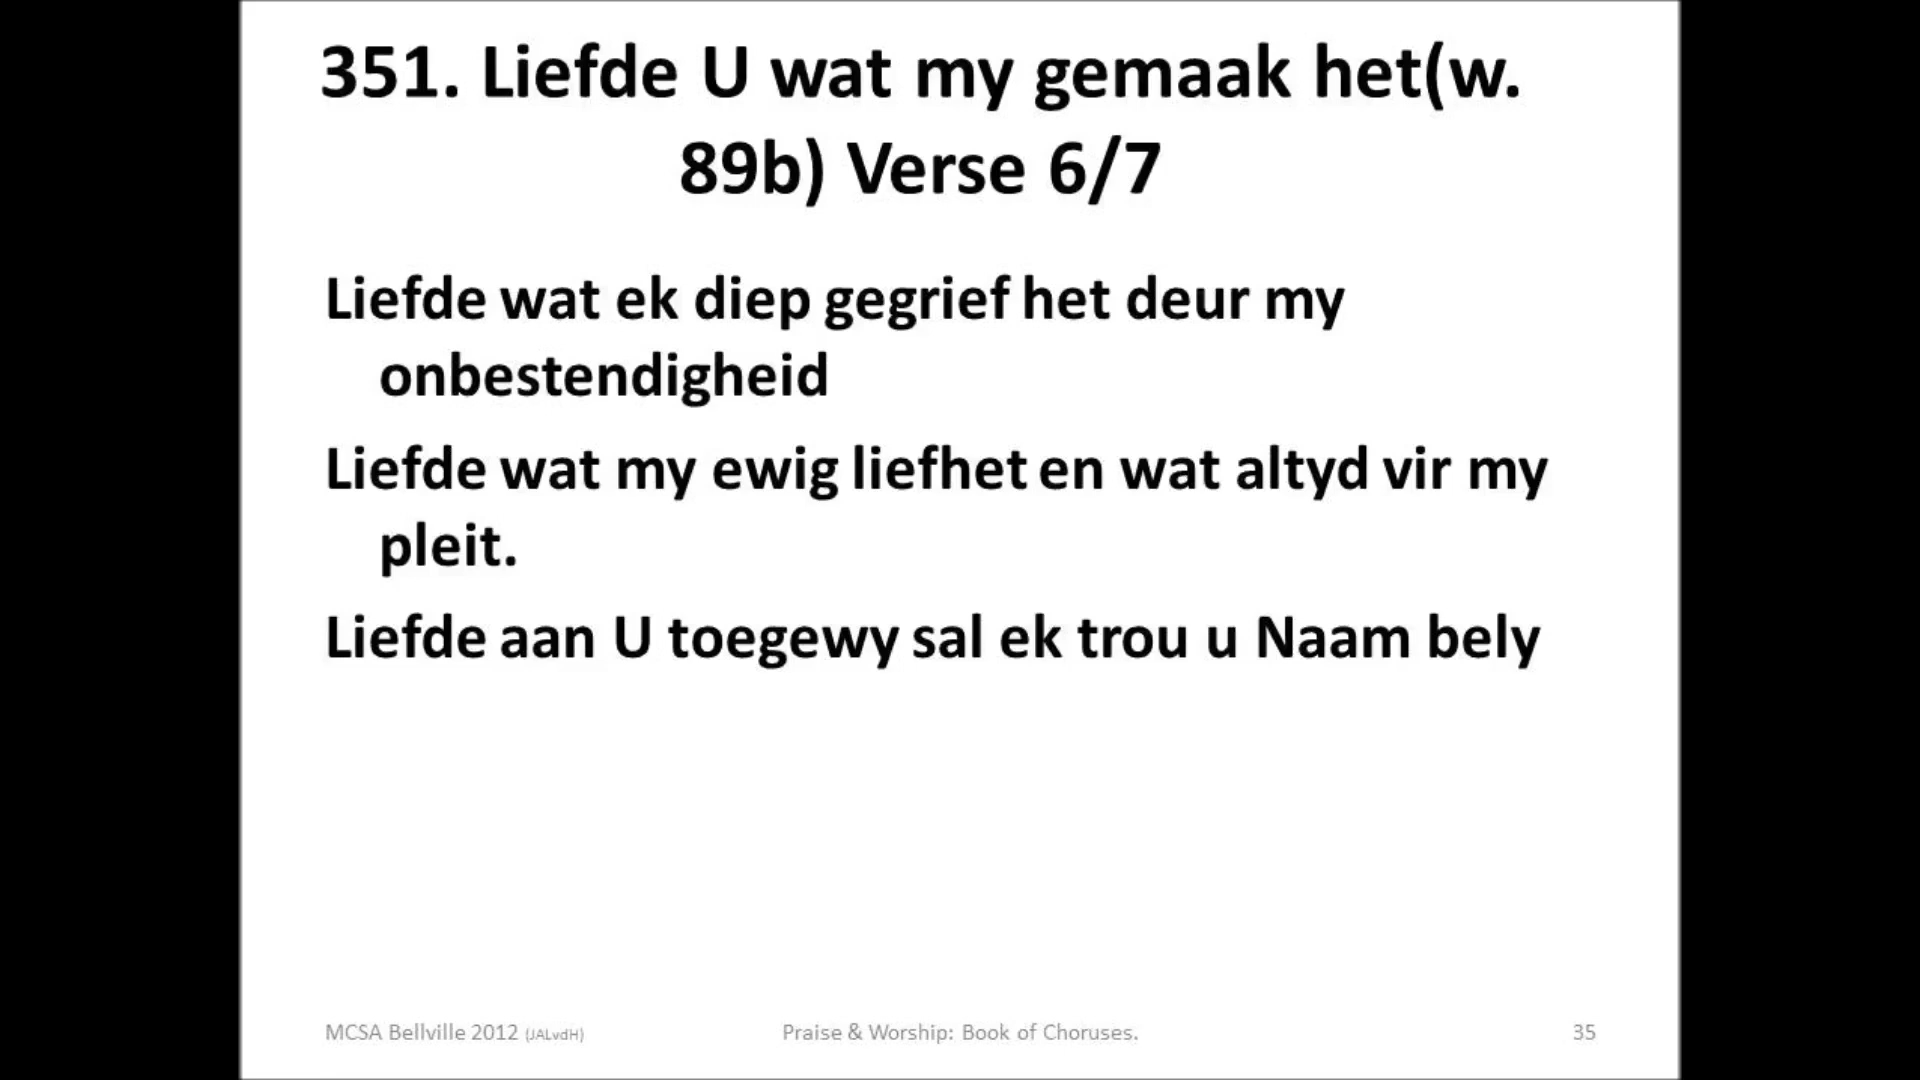 351. Liefde U wat my gemaak het(w.
89b) Verse 6/7
Liefde wat ek diep gegrief het deur my
onbestendigheid
Liefde wat my ewig liefhet en wat altyd vir my
pleit.
Liefde aan U toegewy sal ek trou u Naam bely
MCSA Bellville 2012 (JALvdH)
Praise & Worship: Book of Choruses.
35